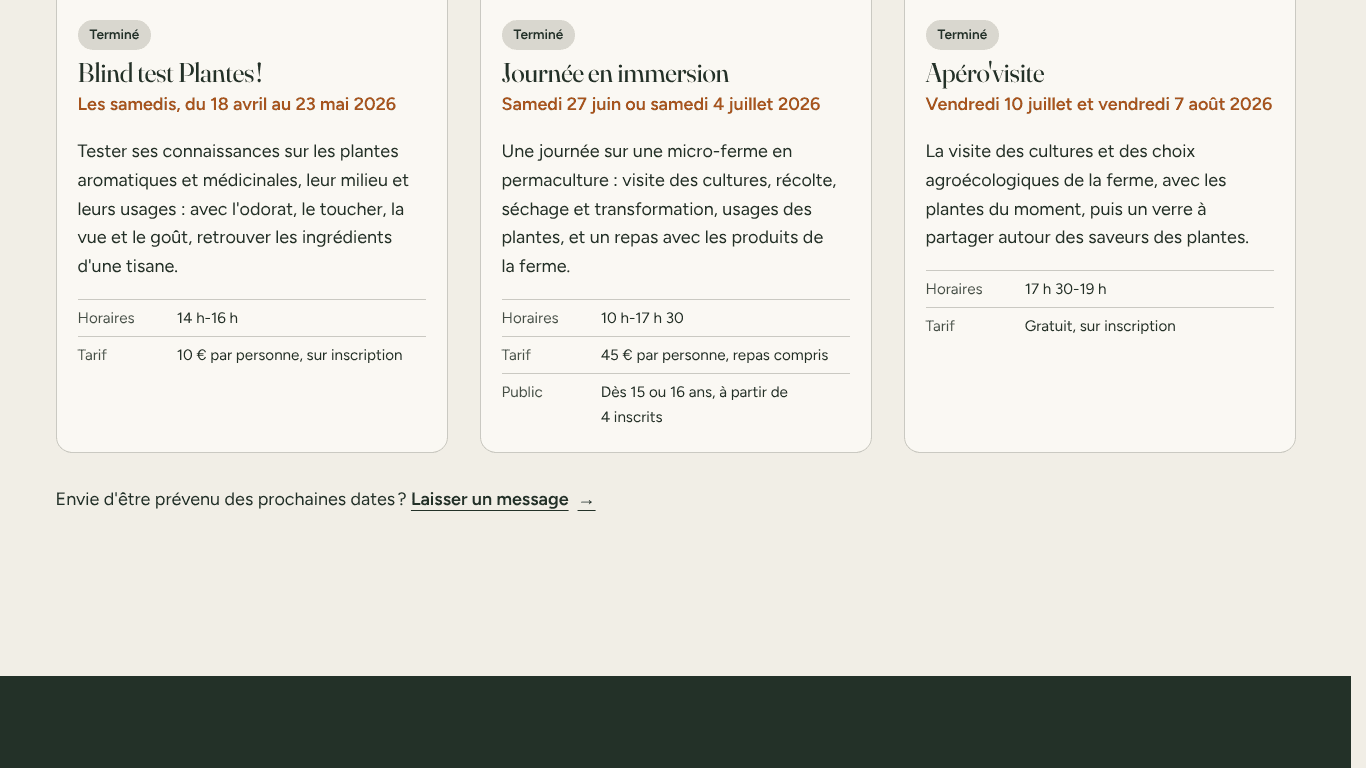 Terminé
Blind test Plantes !
Les samedis, du 18 avril au 23 mai 2026
Tester ses connaissances sur les plantes
aromatiques et médicinales, leur milieu et
leurs usages : avec l'odorat, le toucher, la
vue et le goût, retrouver les ingrédients
d'une tisane.
Horaires 14 h-16 h
Tarif 10 € par personne, sur inscription
Terminé
Journée en immersion
Samedi 27 juin ou samedi 4 juillet 2026
Une journée sur une micro-ferme en
permaculture : visite des cultures, récolte,
séchage et transformation, usages des
plantes, et un repas avec les produits de
la ferme.
Horaires 10 h-17 h 30
Tarif 45 € par personne, repas compris
Public Dès 15 ou 16 ans, à partir de
4 inscrits
Terminé
Apéro'visite
Vendredi 10 juillet et vendredi 7 août 2026
La visite des cultures et des choix
agroécologiques de la ferme, avec les
plantes du moment, puis un verre à
partager autour des saveurs des plantes.
Horaires 17 h 30-19 h
Tarif Gratuit, sur inscription
Envie d'être prévenu des prochaines dates ? Laisser un message →